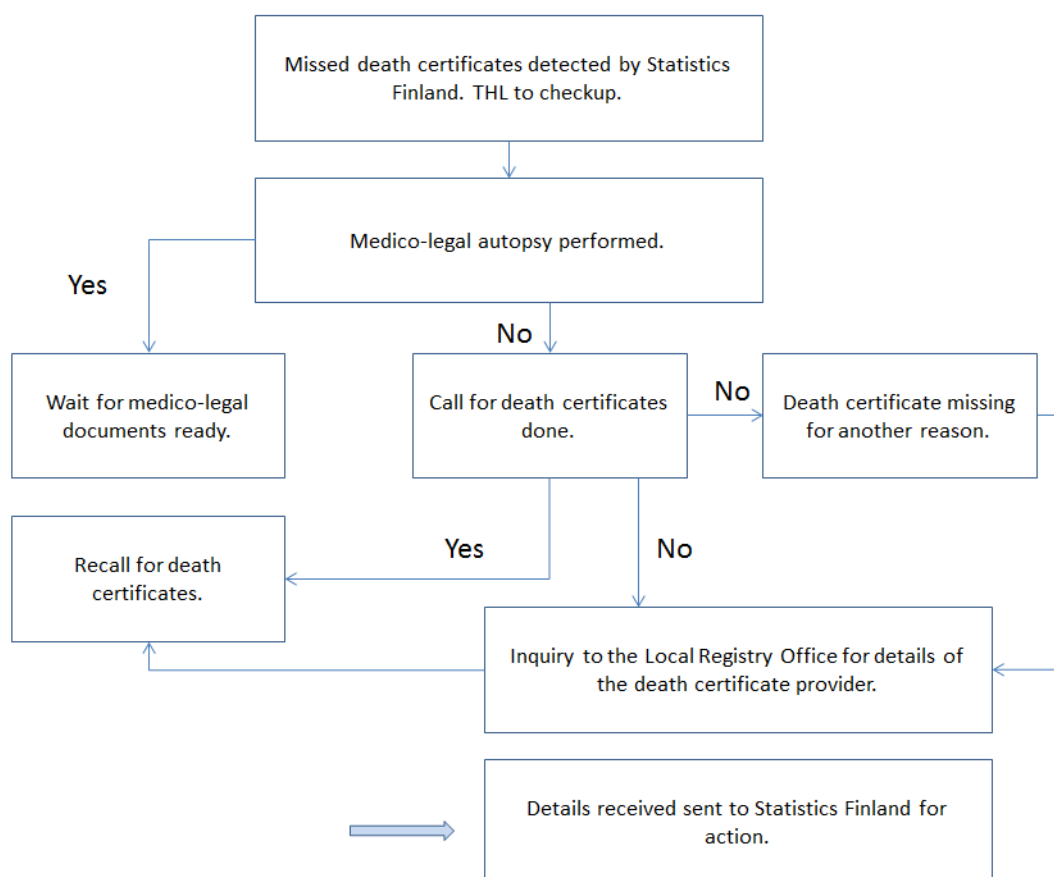 Missed death certificates detected by Statistics
Finland. THL to checkup.
Medico-legal autopsy performed.
Yes
No
Wait for medico-legal
documents ready.
Call for death certificates
done.
No
Death certificate missing
for another reason.
Recall for death
certificates.
Yes
No
Inquiry to the Local Registry Office for details of
the death certificate provider.
Details received sent to Statistics Finland for
action.